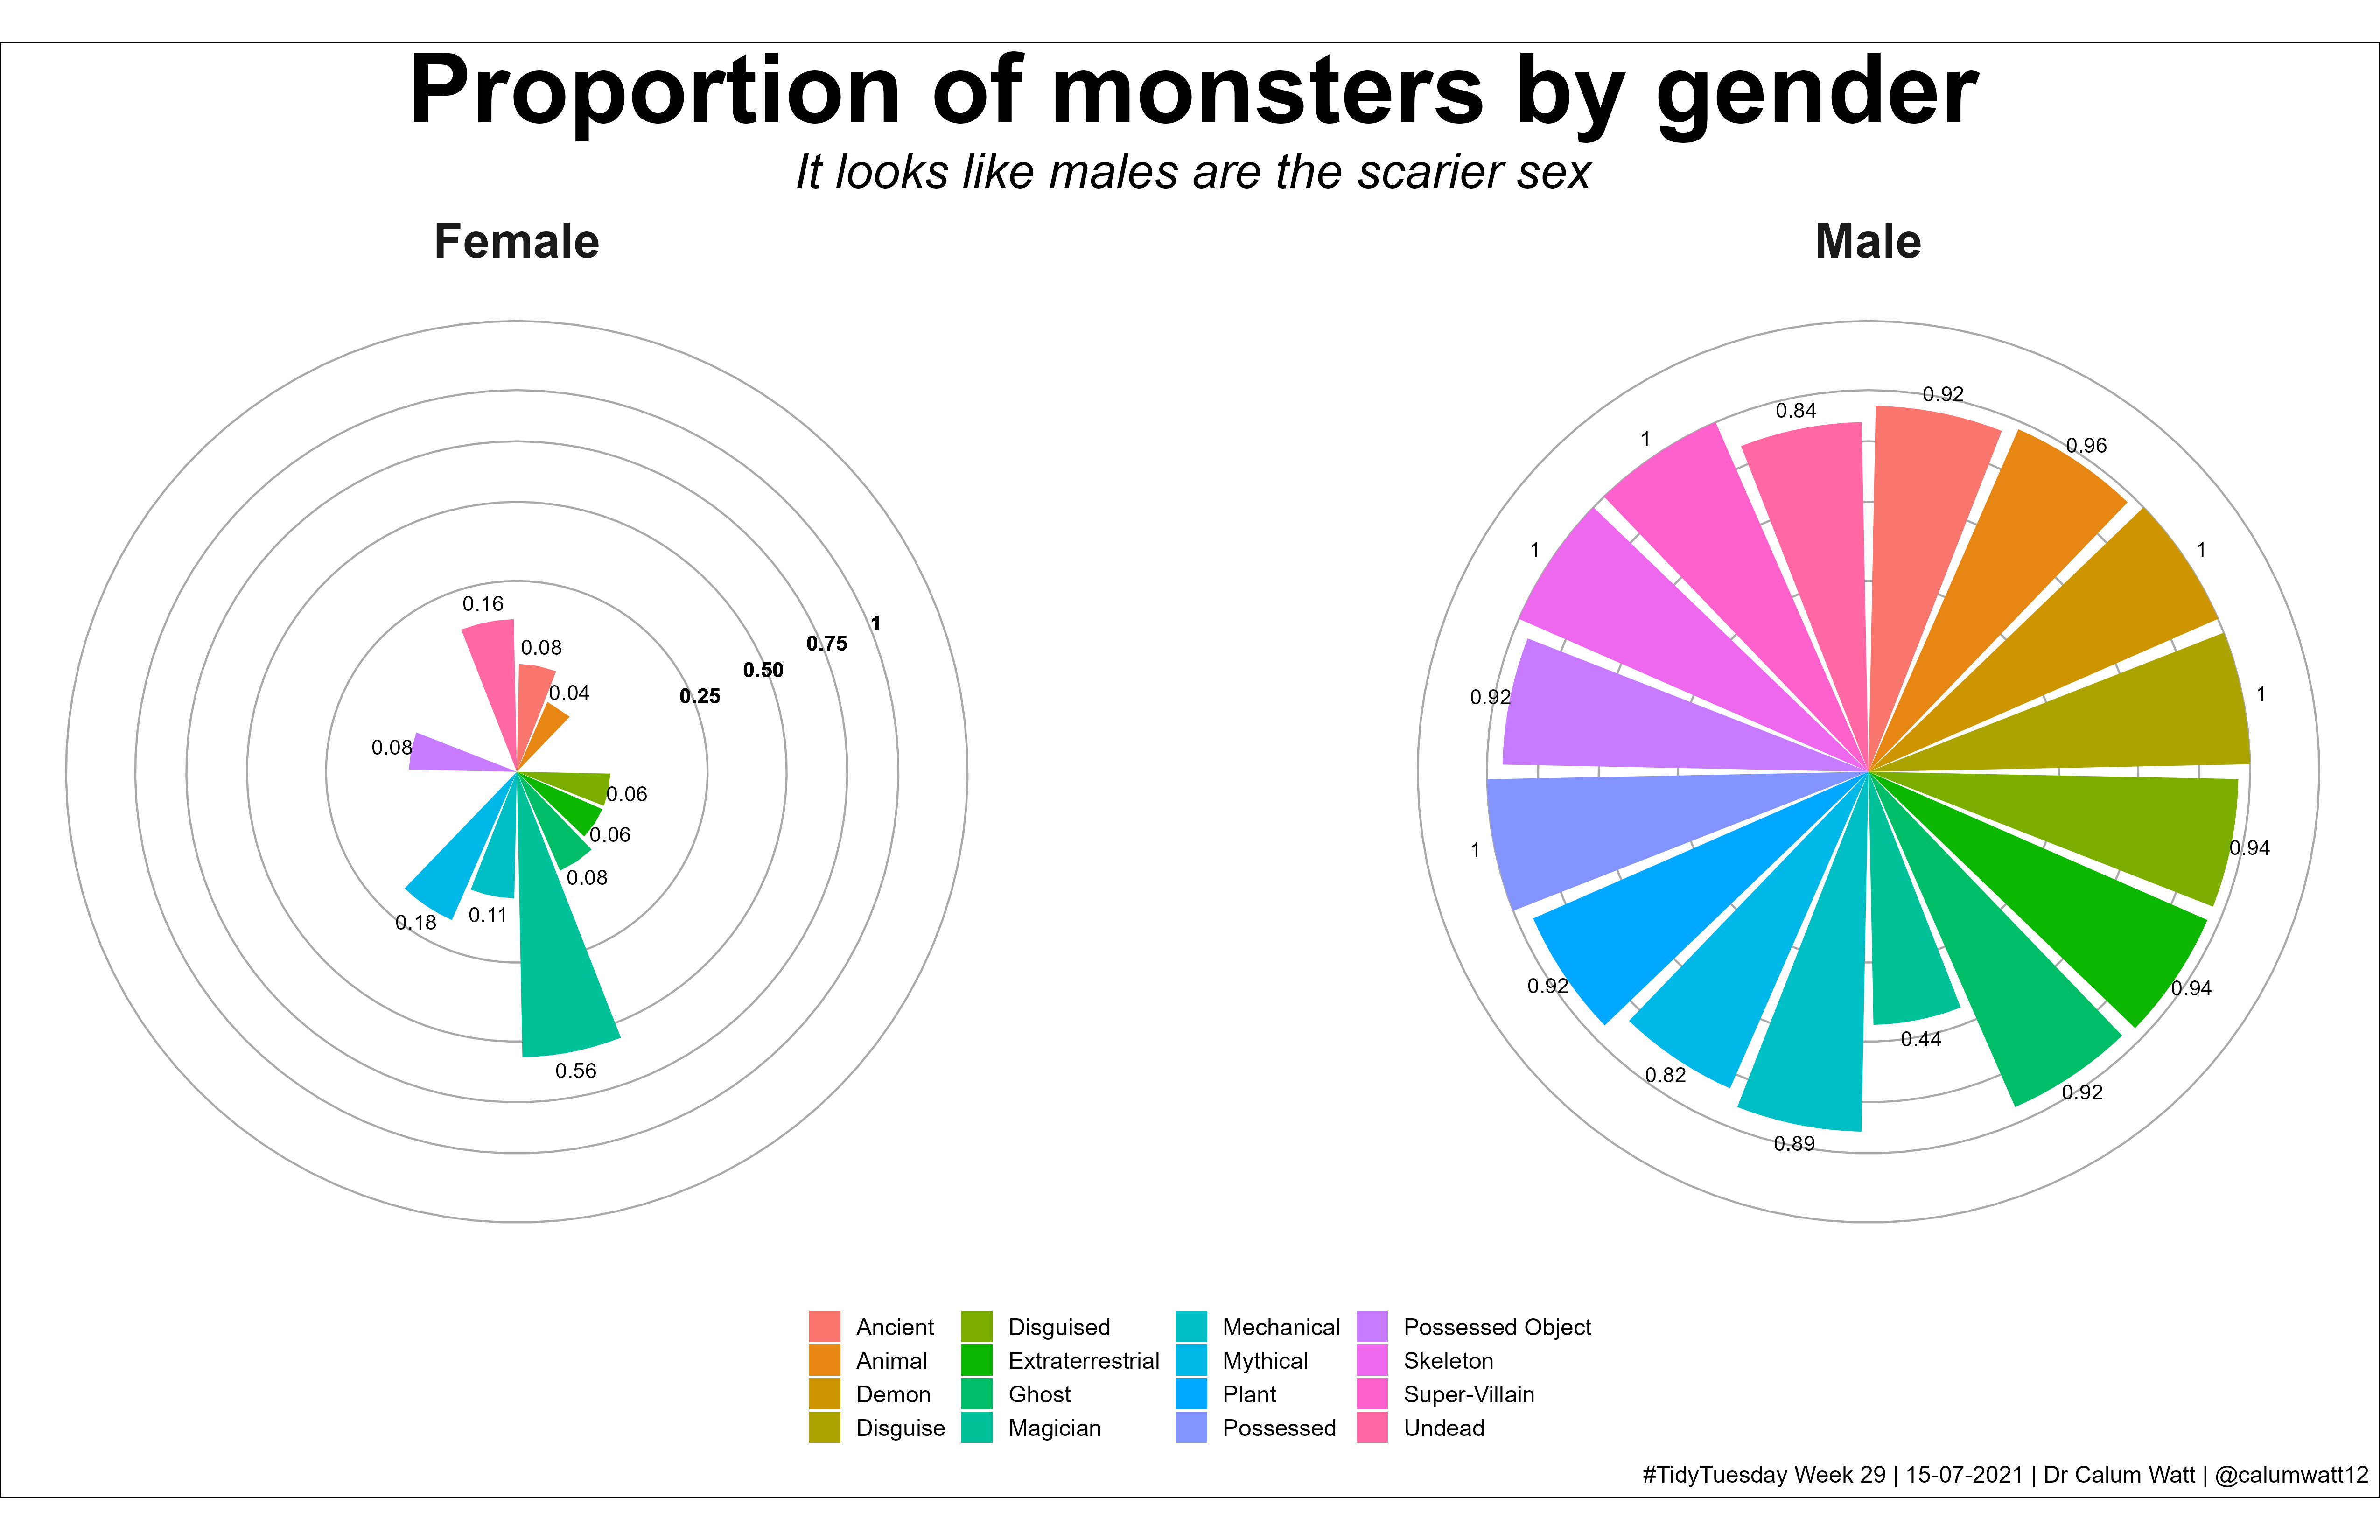 Proportion of monsters by gender
It looks like males are the scarier sex
Female
Male
0.16
0.08
0.04
0.08
0.06
0.06
0.08
0.18
0.11
0.56
0.25
0.50
0.75
1
0.92
0.84
1
0.96
1
1
0.92
1
1
0.94
0.92
0.94
0.44
0.82
0.92
0.89
Ancient
Animal
Demon
Disguise
Disguised
Extraterrestrial
Ghost
Magician
Mechanical
Mythical
Plant
Possessed
Possessed Object
Skeleton
Super-Villain
Undead
#TidyTuesday Week 29 | 15-07-2021 | Dr Calum Watt | @calumwatt12